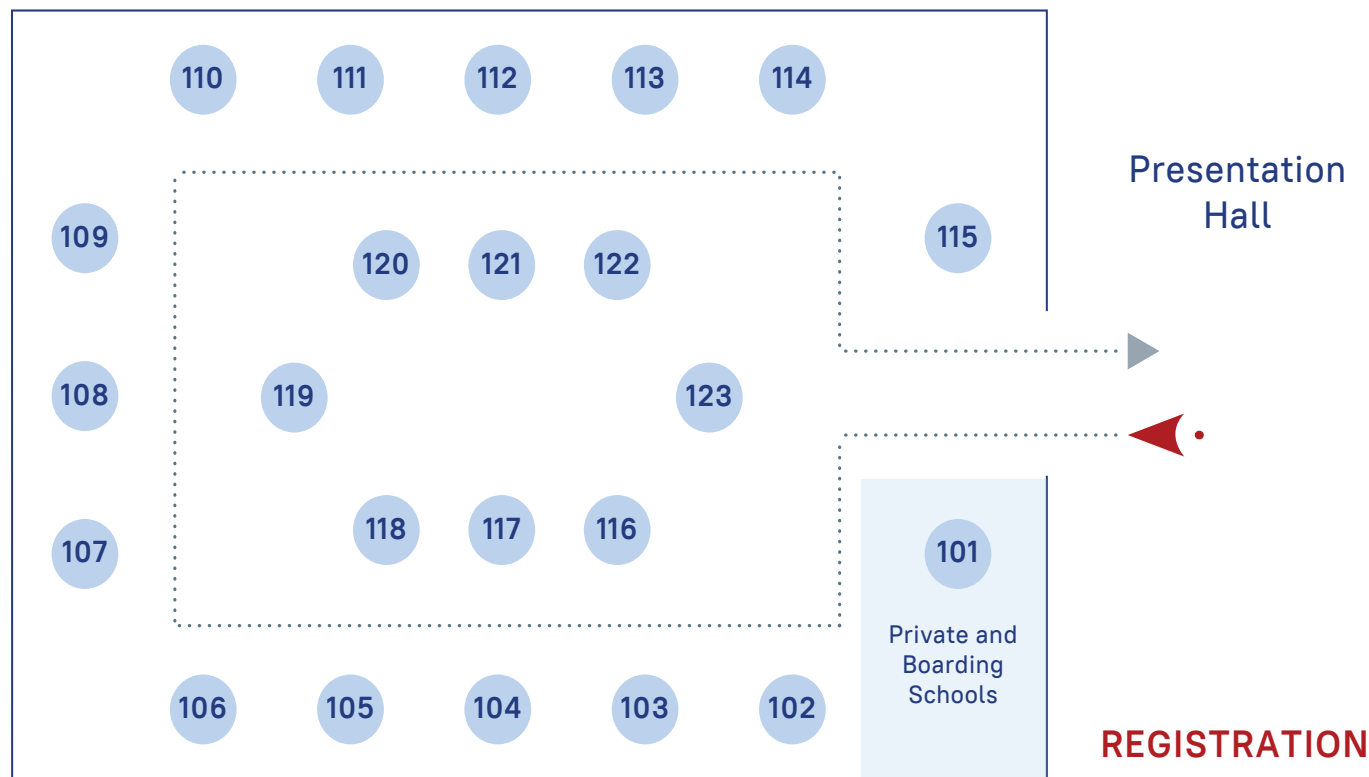 110 111 112 113 114
Presentation
Hall
109 115
120 121 122
108 119 123
118 117 116
107 101
Private and
Boarding
Schools
106 105 104 103 102
REGISTRATION